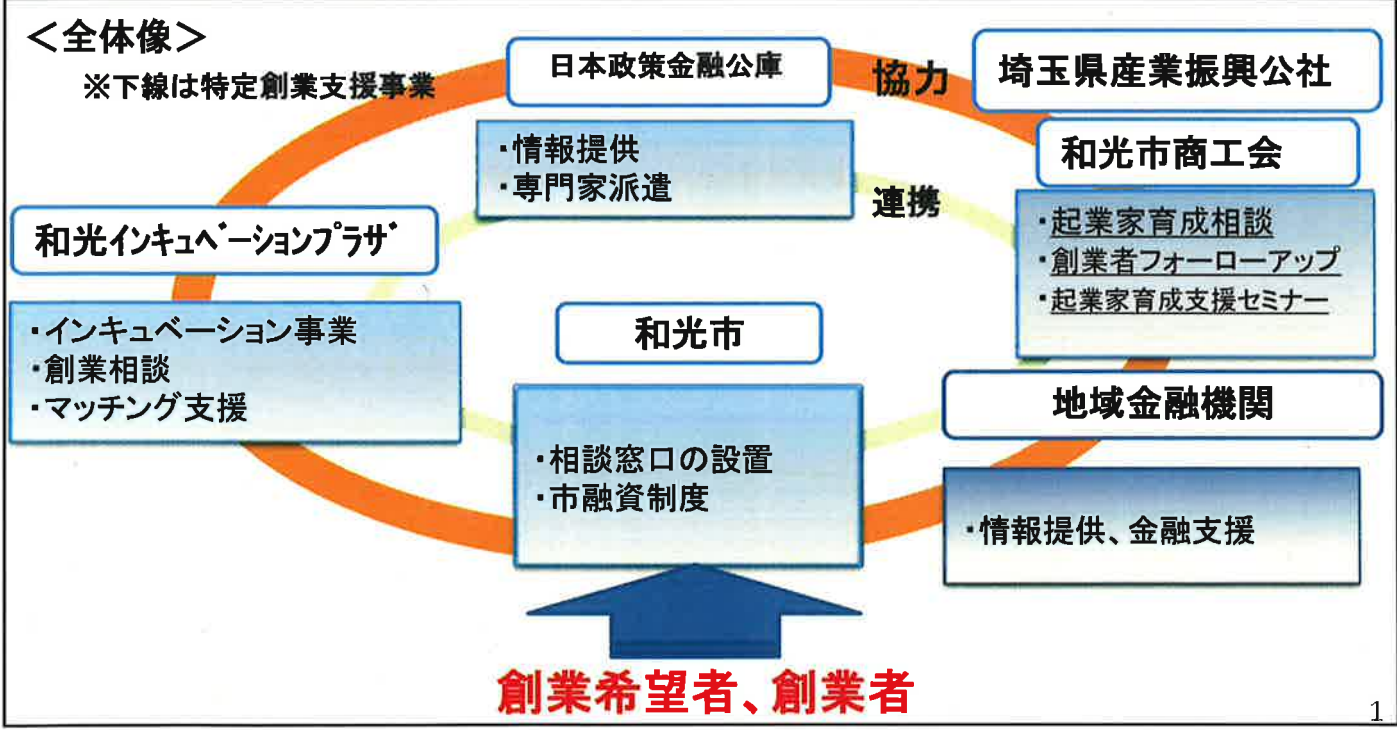 ＜全体像＞
※下線は特定創業支援事業
日本政策金融公庫
協力
埼玉県産業振興公社
・情報提供
・専門家派遣
連携
和光市商工会
・起業家育成相談
・創業者フォーローアップ
・起業家育成支援セミナー
和光ｲﾝｷｭﾍﾞｰｼｮﾝﾌﾟﾗｻﾞ
・インキュベーション事業
・創業相談
・マッチング支援
和光市
・相談窓口の設置
・市融資制度
地域金融機関
・情報提供、金融支援
創業希望者、創業者
1